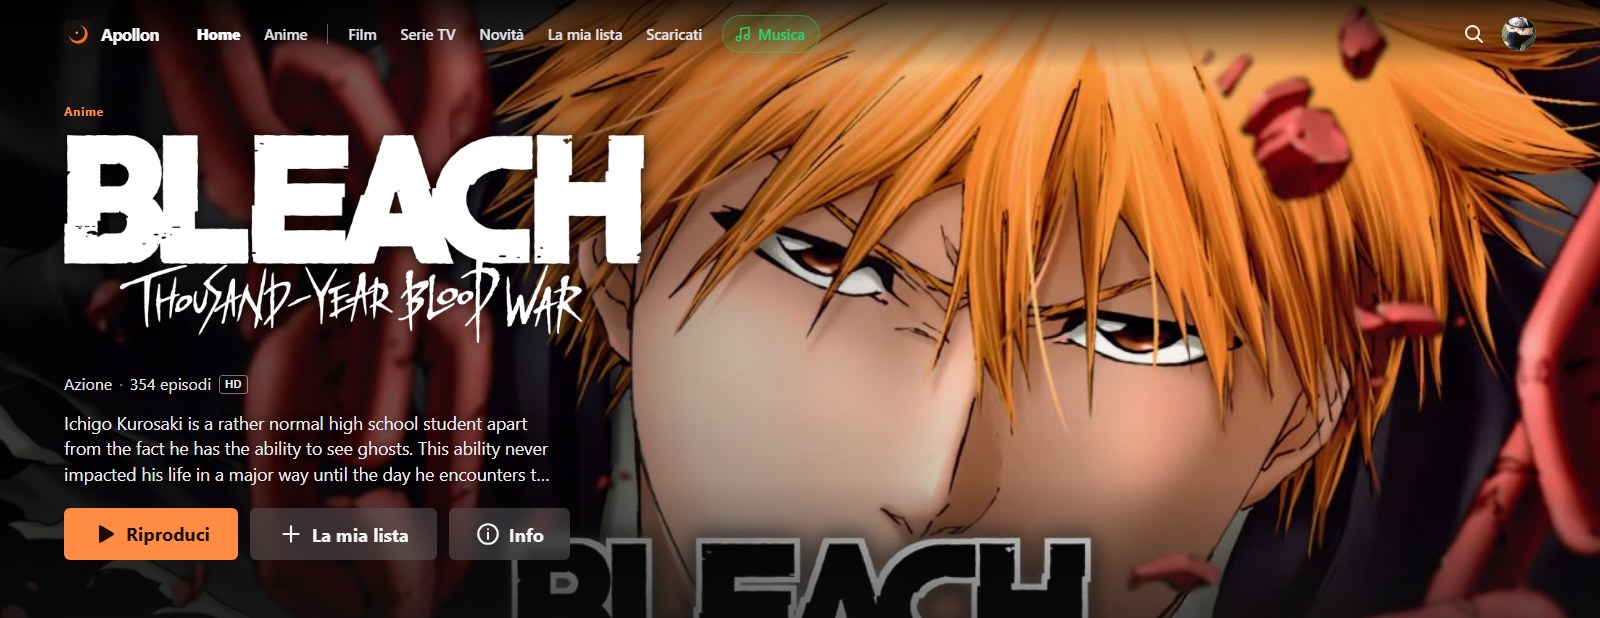 Apollon Home Anime Film Serie TV Novità La mia lista Scaricati Musica
Anime
BLEACH
THOUSAND-YEAR BLOOD WAR
Azione · 354 episodi HD
Ichigo Kurosaki is a rather normal high school student apart
from the fact he has the ability to see ghosts. This ability never
impacted his life in a major way until the day he encounters t...
Riproduci La mia lista Info
BLEACH